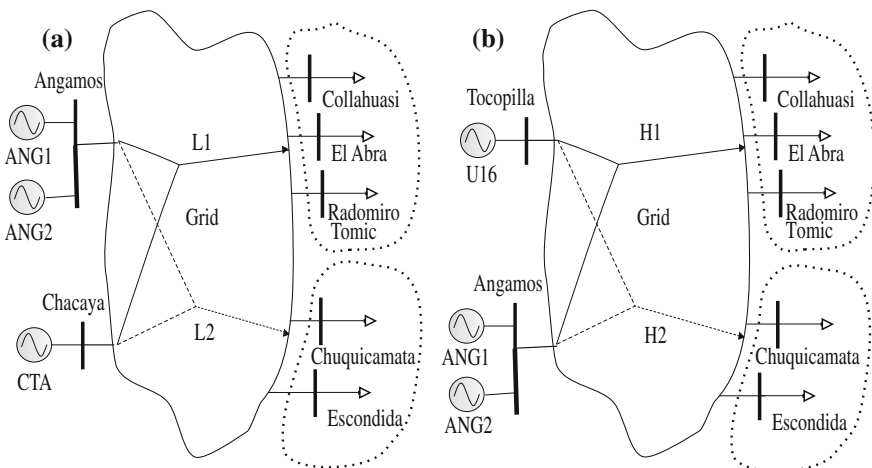 (a)
Angamos
ANG1
ANG2
Chacaya
CTA
L1
Grid
L2
Collahuasi
El Abra
Radomiro
Tomic
Chuquicamata
Escondida
(b)
Tocopilla
U16
Angamos
ANG1
ANG2
H1
Grid
H2
Collahuasi
El Abra
Radomiro
Tomic
Chuquicamata
Escondida